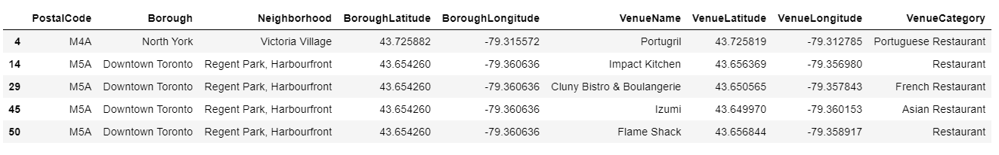 PostalCode Borough Neighborhood BoroughLatitude BoroughLongitude VenueName VenueLatitude VenueLongitude VenueCategory
4 M4A North York Victoria Village 43.725882 -79.315572 Portugril 43.725819 -79.312785 Portuguese Restaurant
14 M5A Downtown Toronto Regent Park, Harbourfront 43.654260 -79.360636 Impact Kitchen 43.656369 -79.356980 Restaurant
29 M5A Downtown Toronto Regent Park, Harbourfront 43.654260 -79.360636 Cluny Bistro & Boulangerie 43.650565 -79.357843 French Restaurant
45 M5A Downtown Toronto Regent Park, Harbourfront 43.654260 -79.360636 Izumi 43.649970 -79.360153 Asian Restaurant
50 M5A Downtown Toronto Regent Park, Harbourfront 43.654260 -79.360636 Flame Shack 43.656844 -79.358917 Restaurant